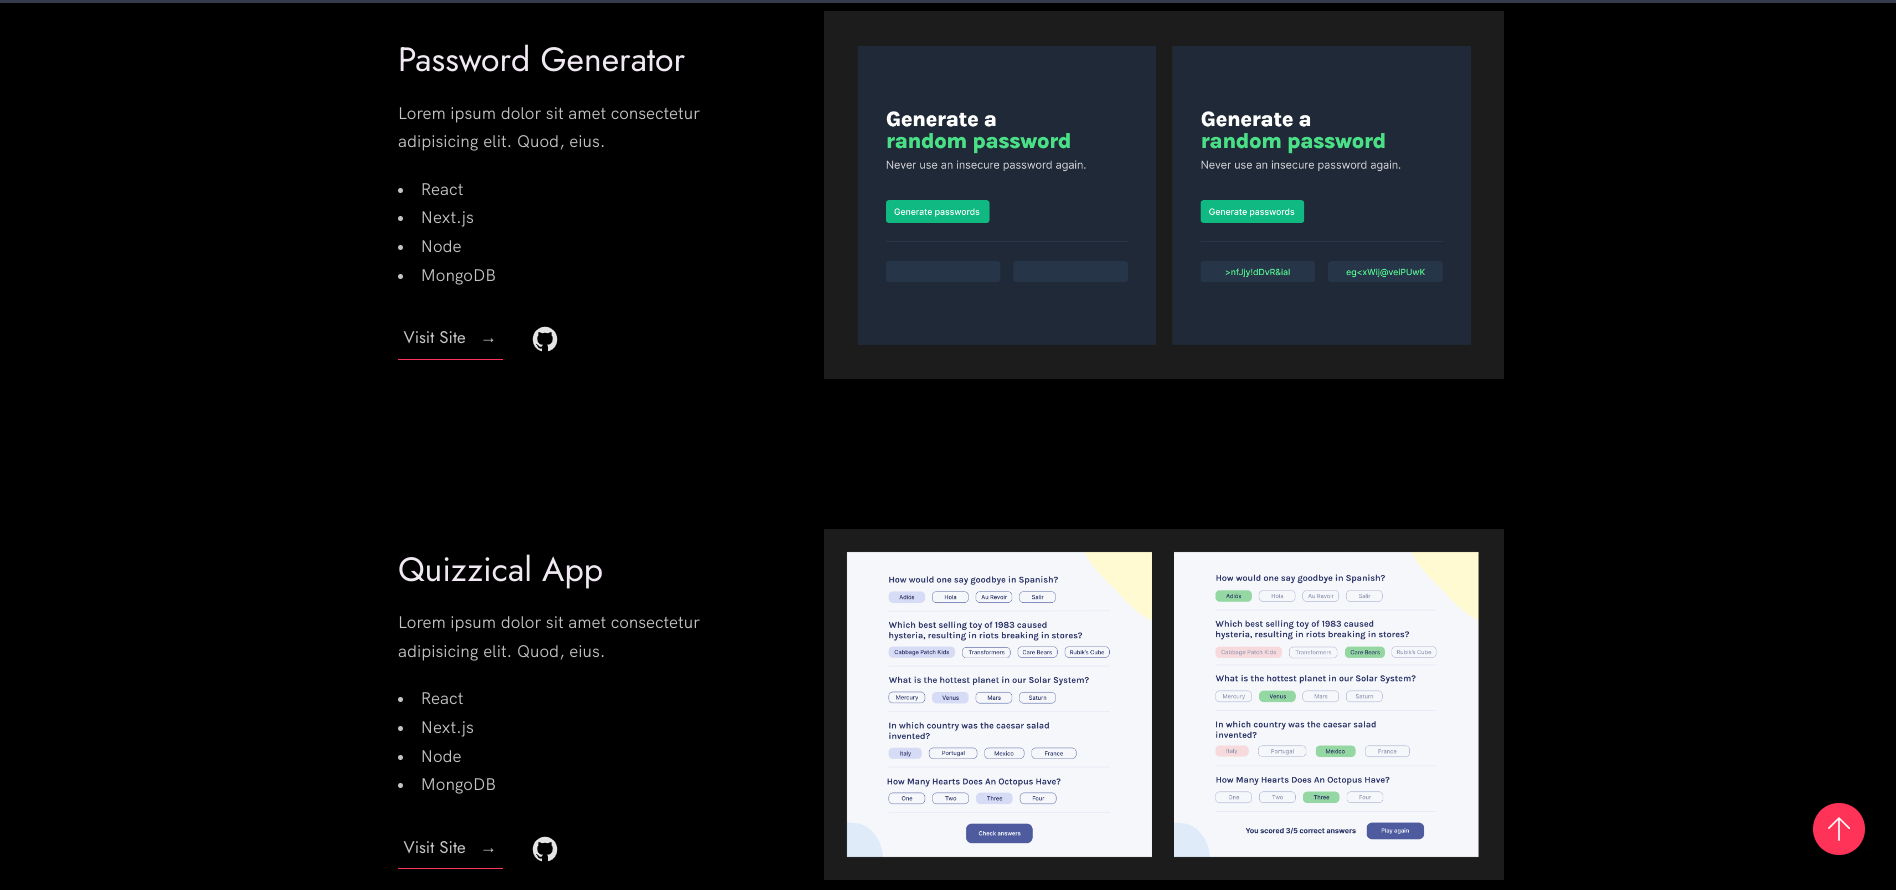 Password Generator
Lorem ipsum dolor sit amet consectetur
adipisicing elit. Quod, eius.
• React
• Next.js
• Node
• MongoDB
Visit Site →
Generate a
random password
Never use an insecure password again.
Generate passwords
Generate a
random password
Never use an insecure password again.
Generate passwords
>nfJjy!dDvR&ial eg<xWij@veiPUwK
Quizzical App
Lorem ipsum dolor sit amet consectetur
adipisicing elit. Quod, eius.
• React
• Next.js
• Node
• MongoDB
Visit Site →
How would one say goodbye in Spanish?
Adiós Hola Au Revoir Salir
Which best selling toy of 1983 caused
hysteria, resulting in riots breaking in stores?
Cabbage Patch Kids Transformers Care Bears Rubik's Cube
What is the hottest planet in our Solar System?
Mercury Venus Mars Saturn
In which country was the caesar salad
invented?
Italy Portugal Mexico France
How Many Hearts Does An Octopus Have?
One Two Three Four
Check answers
How would one say goodbye in Spanish?
Adiós Hola Au Revoir Salir
Which best selling toy of 1983 caused
hysteria, resulting in riots breaking in stores?
Cabbage Patch Kids Transformers Care Bears Rubik's Cube
What is the hottest planet in our Solar System?
Mercury Venus Mars Saturn
In which country was the caesar salad
invented?
Italy Portugal Mexico France
How Many Hearts Does An Octopus Have?
One Two Three Four
You scored 3/5 correct answers Play again